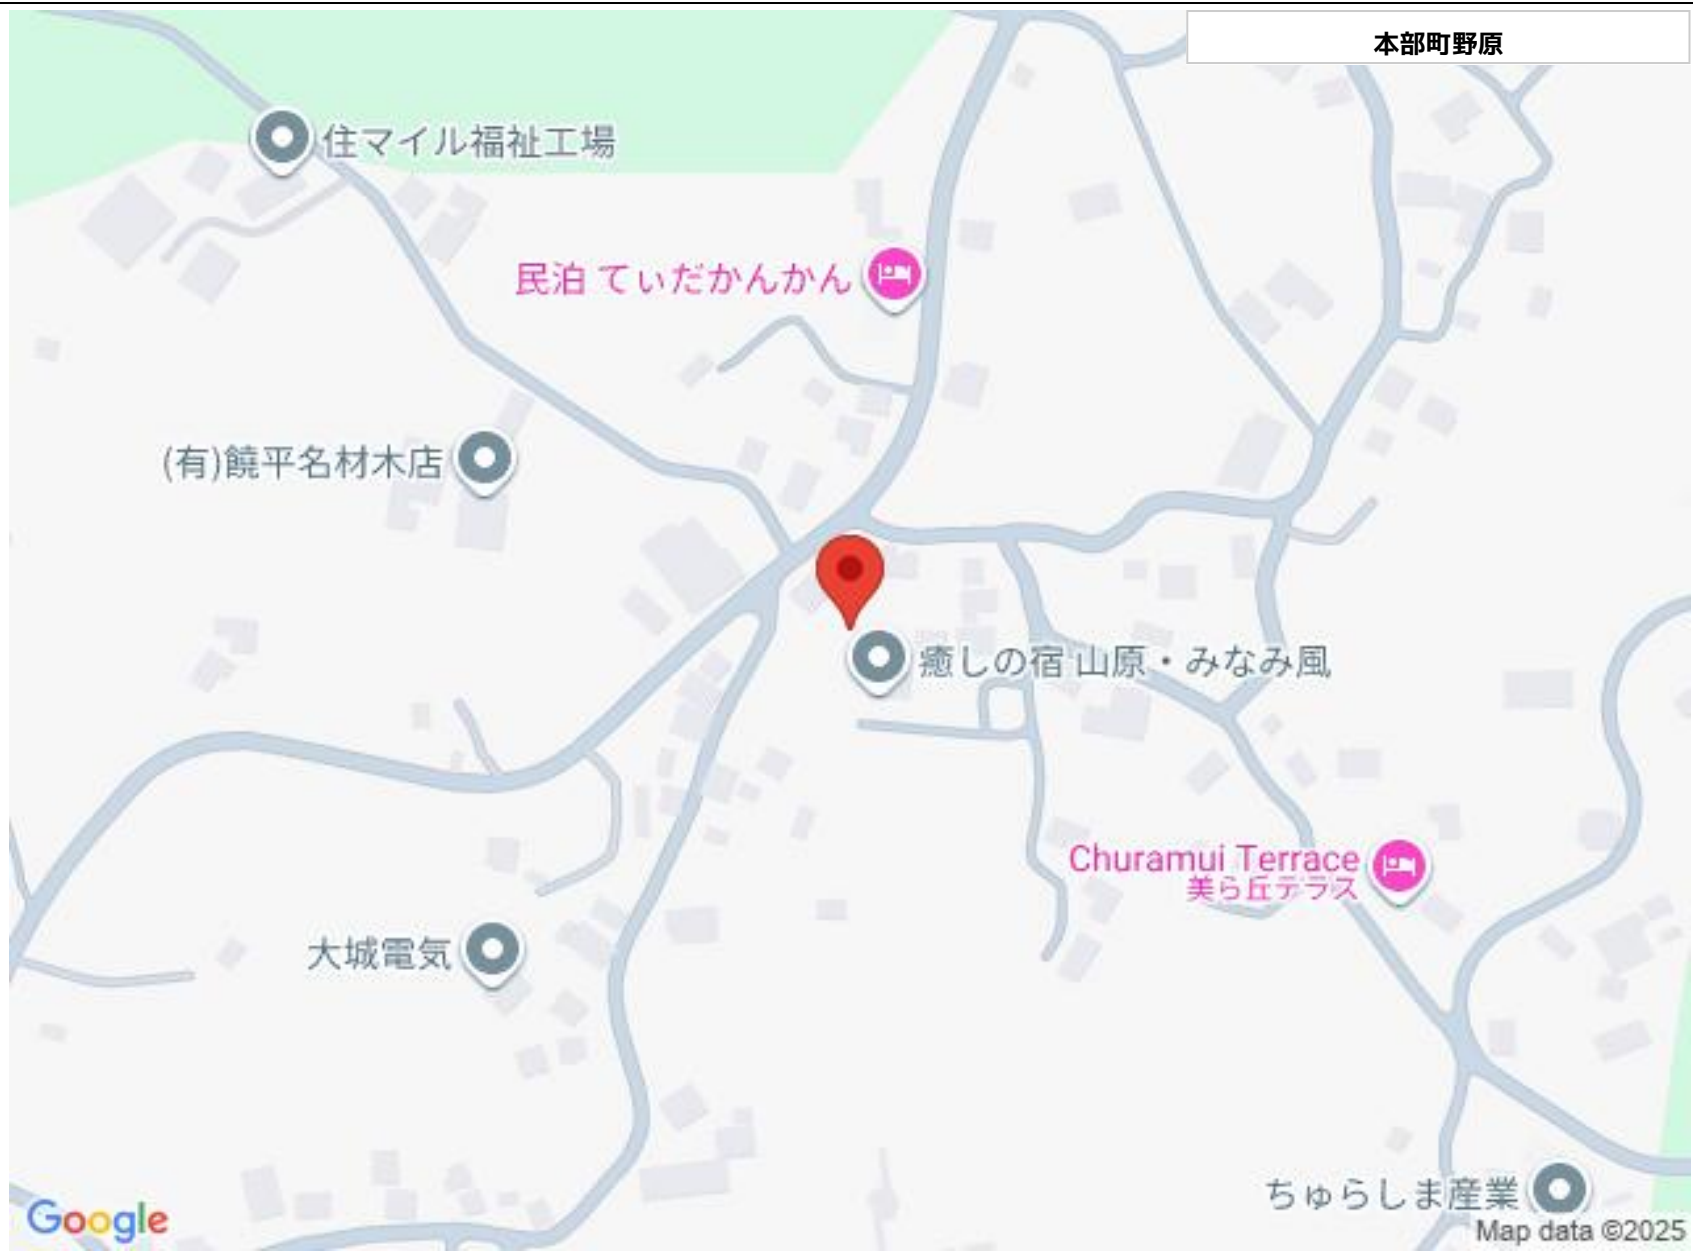 本部町野原
住マイル福祉工場
民泊 てぃだかんかん
(有)饒平名材木店
癒しの宿 山原・みなみ風
Churamui Terrace
美ら丘テラス
大城電気
ちゅらしま産業
Google
Map data ©2025